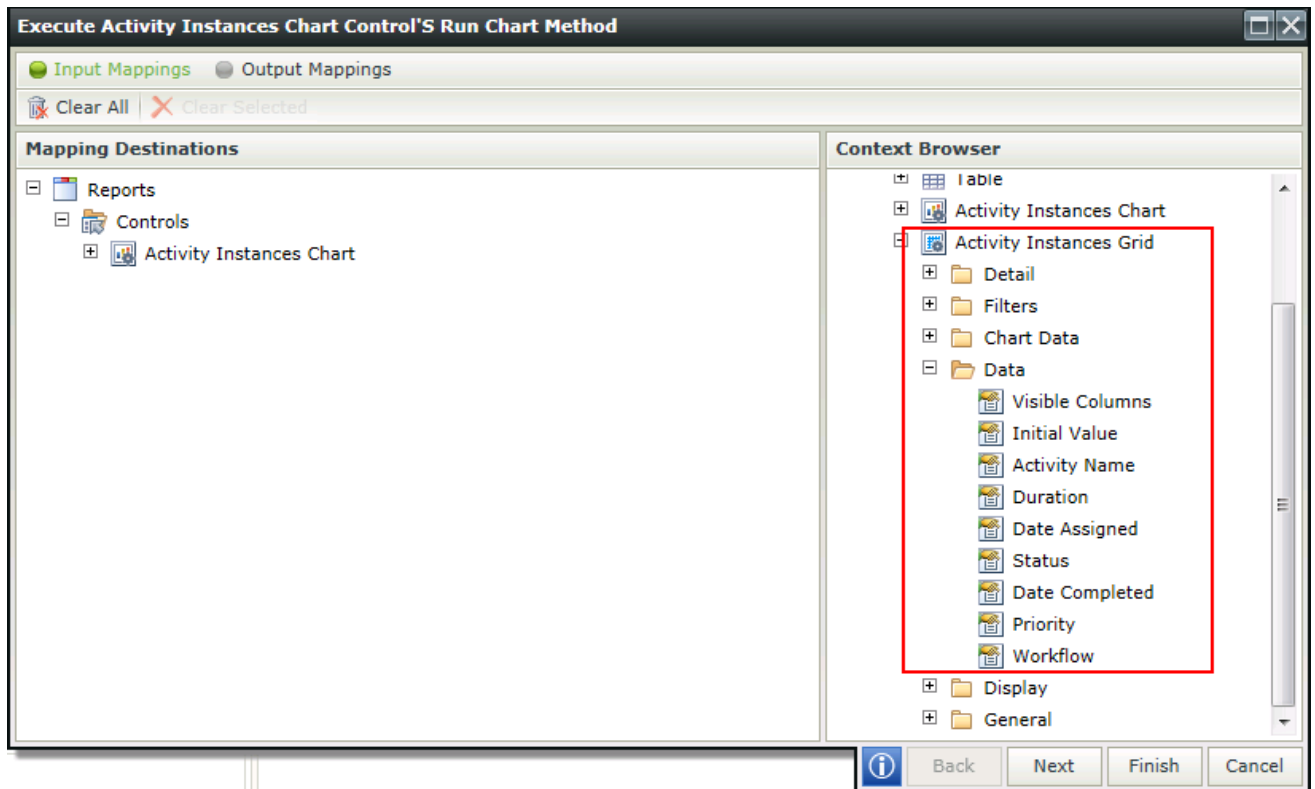 Execute Activity Instances Chart Control'S Run Chart Method
Input Mappings Output Mappings
Clear All Clear Selected
Mapping Destinations
Reports
Controls
Activity Instances Chart
Context Browser
Table
Activity Instances Chart
Activity Instances Grid
Detail
Filters
Chart Data
Data
Visible Columns
Initial Value
Activity Name
Duration
Date Assigned
Status
Date Completed
Priority
Workflow
Display
General
Back Next Finish Cancel